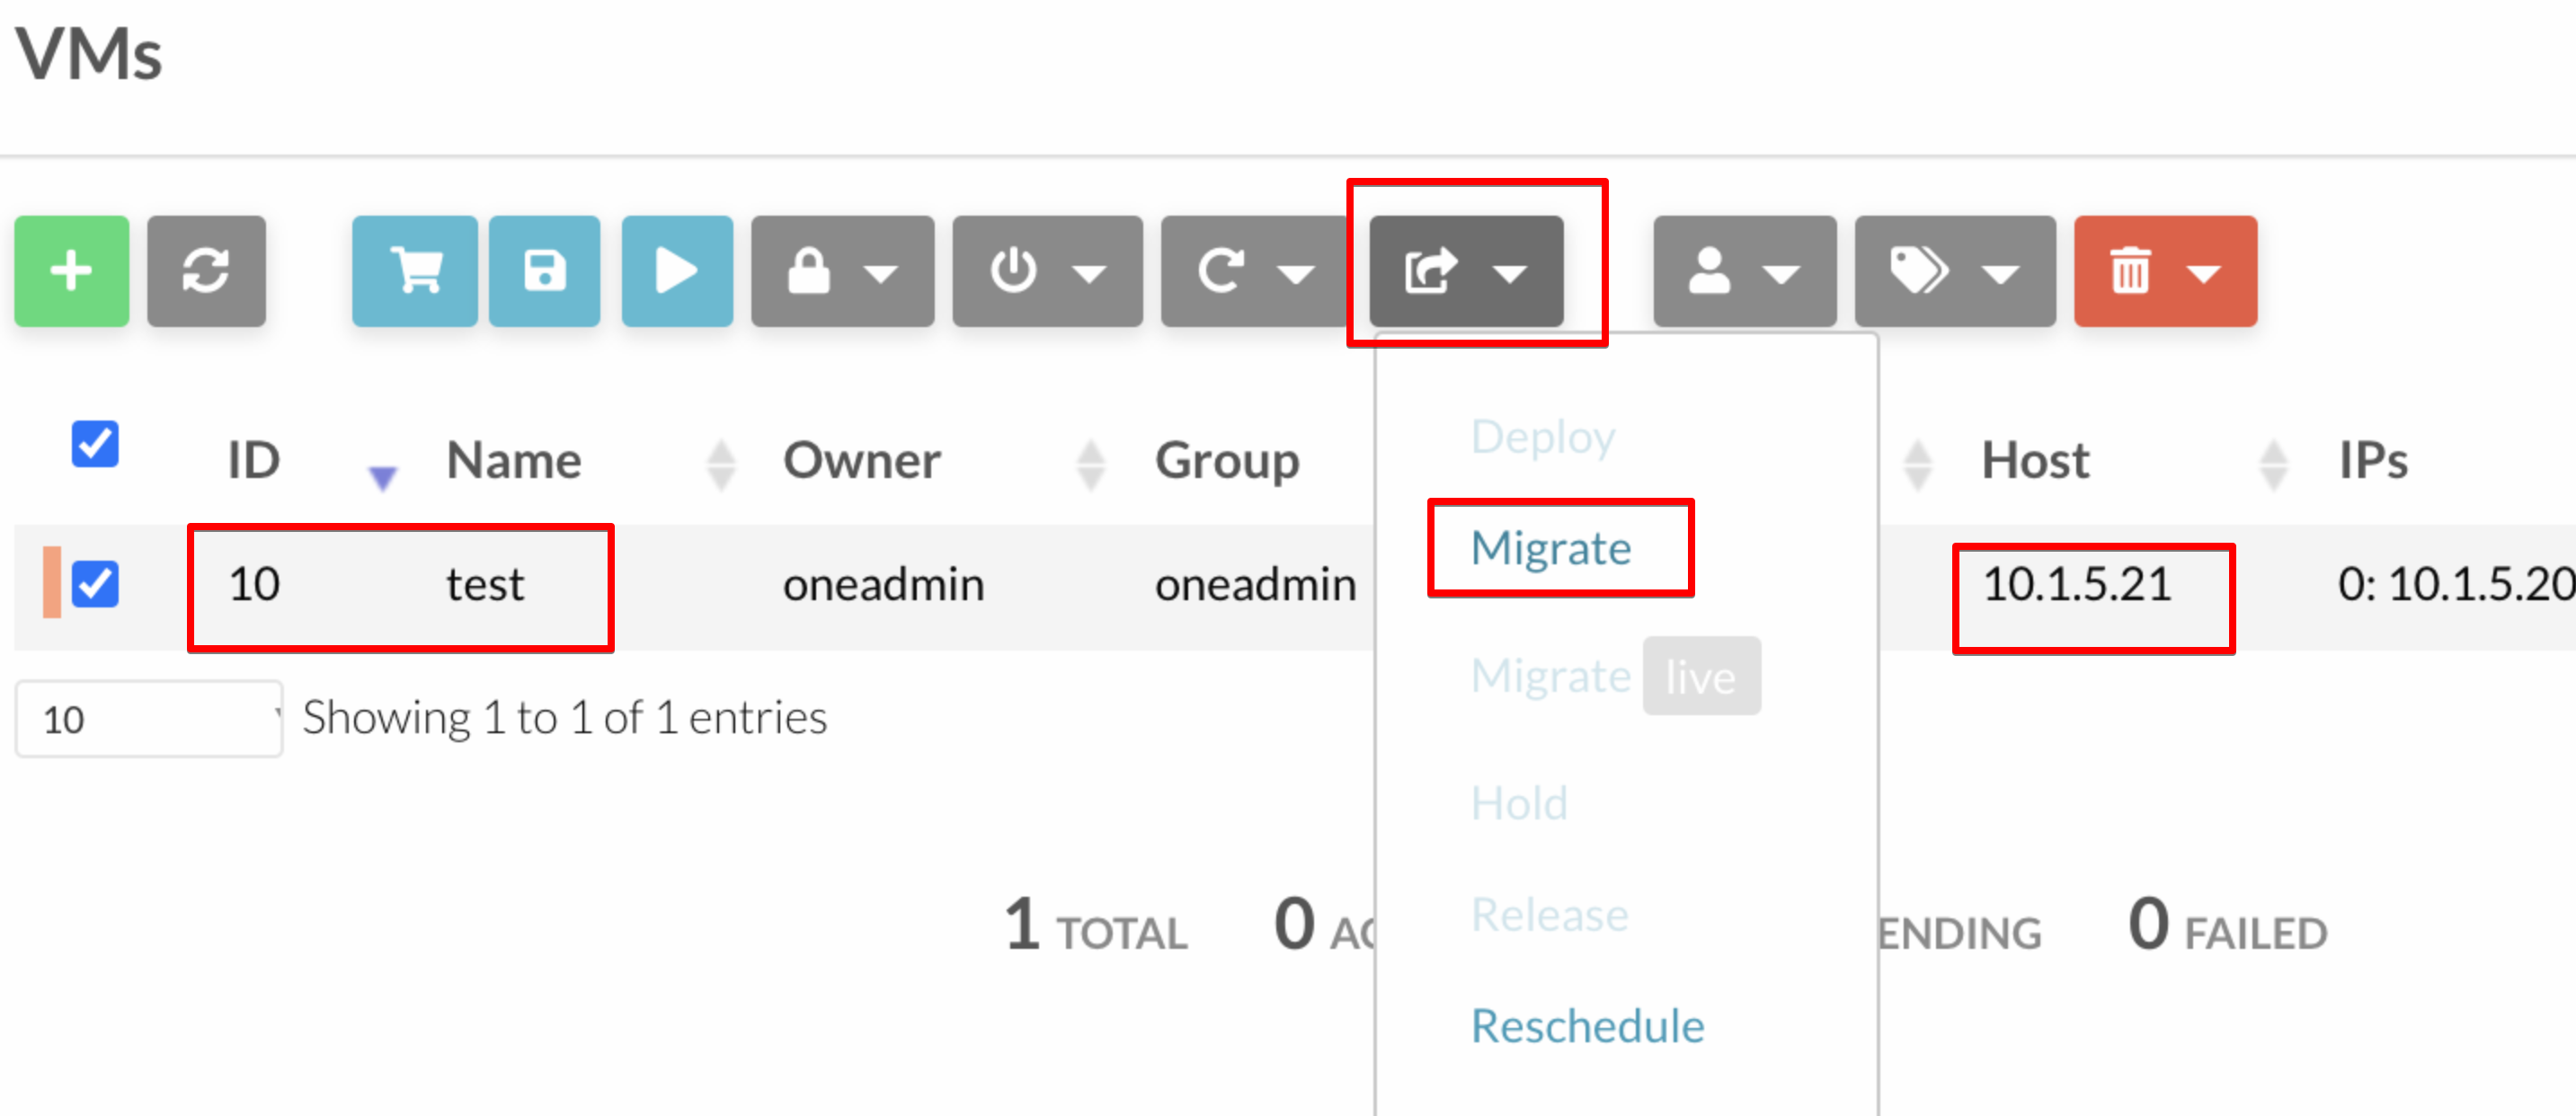 VMs
ID Name Owner Group Host IPs
10 test oneadmin oneadmin 10.1.5.21 0: 10.1.5.20
10 Showing 1 to 1 of 1 entries
Deploy
Migrate
Migrate live
Hold
Release
Reschedule
1 TOTAL 0 AC ENDING 0 FAILED